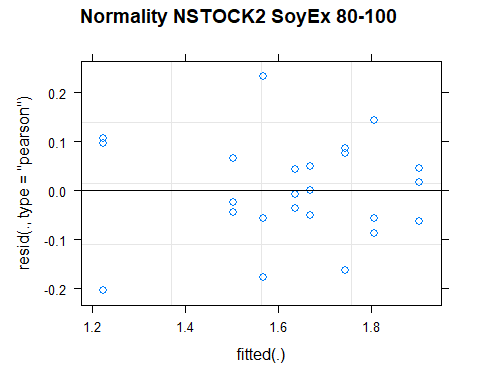 Normality NSTOCK2 SoyEx 80-100
resid(., type = "pearson")
0.2
0.1
0.0
-0.1
-0.2
1.2 1.4 1.6 1.8
fitted(.)